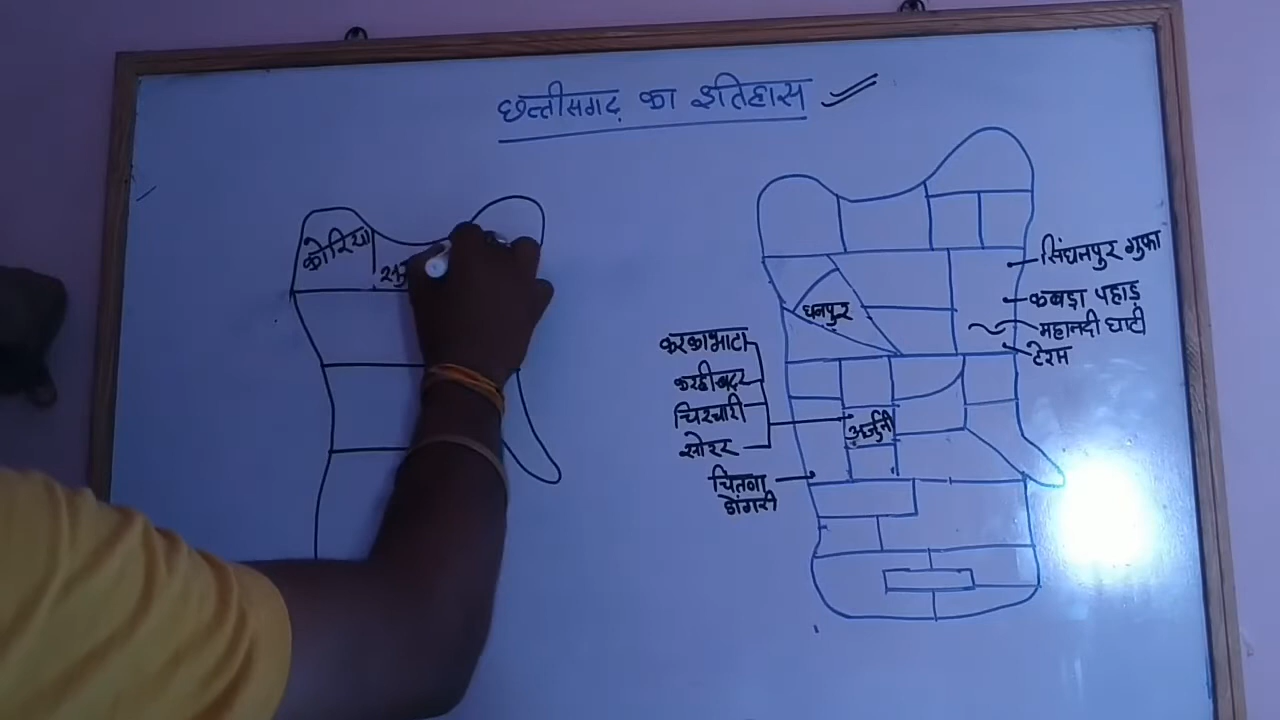 छत्तीसगढ़ का इतिहास
कोरिया
सिंघनपुर गुफा
कबड़ा पहाड़
महानदी घाटी
टेरम
धनपुर
करकाभाटा
करहीभदर
चिरचारी
सोरर
अर्जुनी
चितवा
डोंगरी